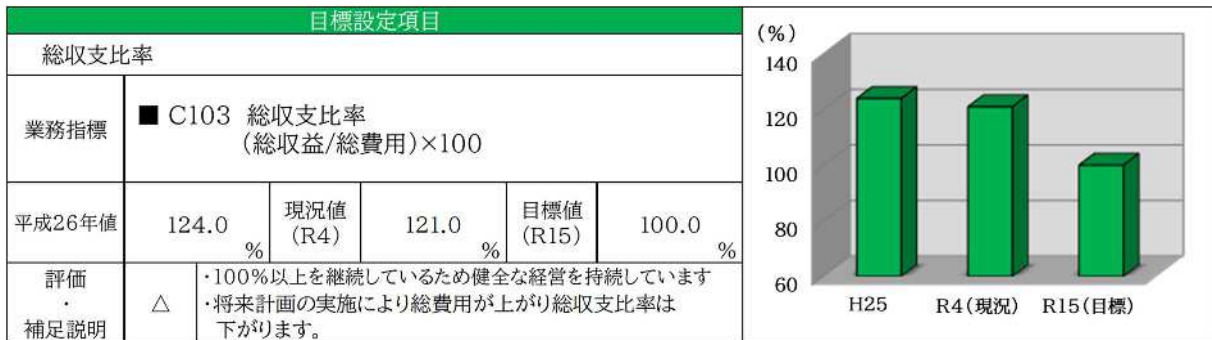 目標設定項目
総収支比率
業務指標
■ C103 総収支比率
(総収益/総費用)×100
平成26年値
124.0
%
現況値
(R4)
121.0
%
目標値
(R15)
100.0
%
評価
・
補足説明
△
・100%以上を継続しているため健全な経営を持続しています
・将来計画の実施により総費用が上がり総収支比率は
下がります。
(%)
140
120
100
80
60
H25
R4(現況)
R15(目標)